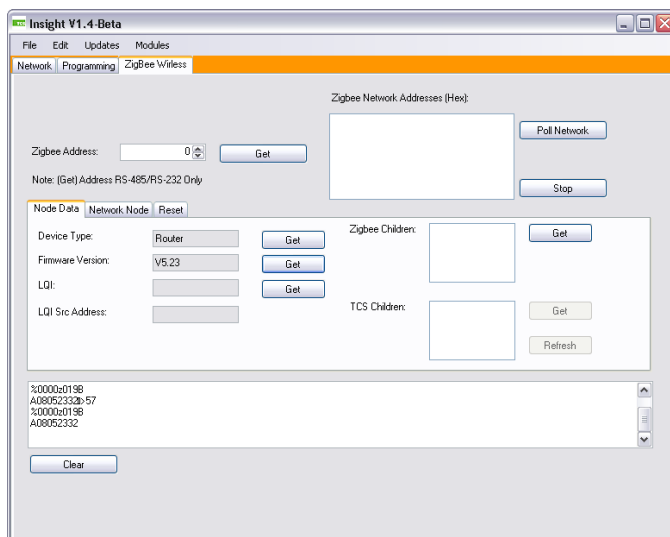 Insight V1.4-Beta
File Edit Updates Modules
Network Programming ZigBee Wirless
Zigbee Network Addresses (Hex):
Poll Network
Zigbee Address: 0 Get
Note: (Get) Address RS-485/RS-232 Only
Stop
Node Data Network Node Reset
Device Type: Router Get
Zigbee Children: Get
Firmware Version: V5.23 Get
LQI: Get
LQI Src Address:
TCS Children: Get
Refresh
%0000z019B
%0000z019B
A08052332
Clear